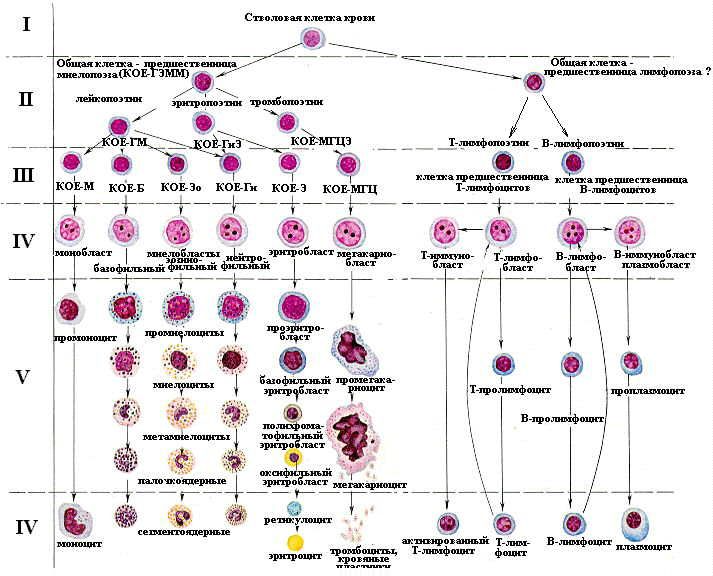 I
Стволовая клетка крови
Общая клетка - предшественница
миелопоэза(КОЕ-ГЭММ)
Общая клетка -
предшественница лимфопоэза ?
II
лейкопоэтин
эритропоэтин
тромбопоэтин
КОЕ-ГМ
КОЕ-ГнЭ
КОЕ-МГЦЭ
Т-лимфопоэтин
В-лимфопоэтин
III
КОЕ-М
КОЕ-Б
КОЕ-Эо
КОЕ-Гн
КОЕ-Э
КОЕ-МГЦ
клетка предшественница
Т-лимфоцитов
клетка предшественница
В-лимфоцитов
IV
монобласт
миелобласты
базофильный
эозино-
фильный
нейтро-
фильный
эритробласт
мегакарио-
бласт
Т-иммуно-
бласт
Т-лимфо-
бласт
В-лимфо-
бласт
В-иммунобласт
плазмобласт
V
промоноцит
промиелоциты
проэритро-
бласт
миелоциты
базофильный
эритробласт
промегака-
риоцит
Т-пролимфоцит
В-пролимфоцит
проплазмоцит
метамиелоциты
полихрома-
тофильный
эритробласт
палочкоядерные
оксифильный
эритробласт
мегакариоцит
IV
моноцит
сегментоядерные
ретикулоцит
эритроцит
тромбоциты,
кровяные
пластинки
активированный
Т-лимфоцит
Т-лим-
фоцит
В-лимфоцит
плазмоцит